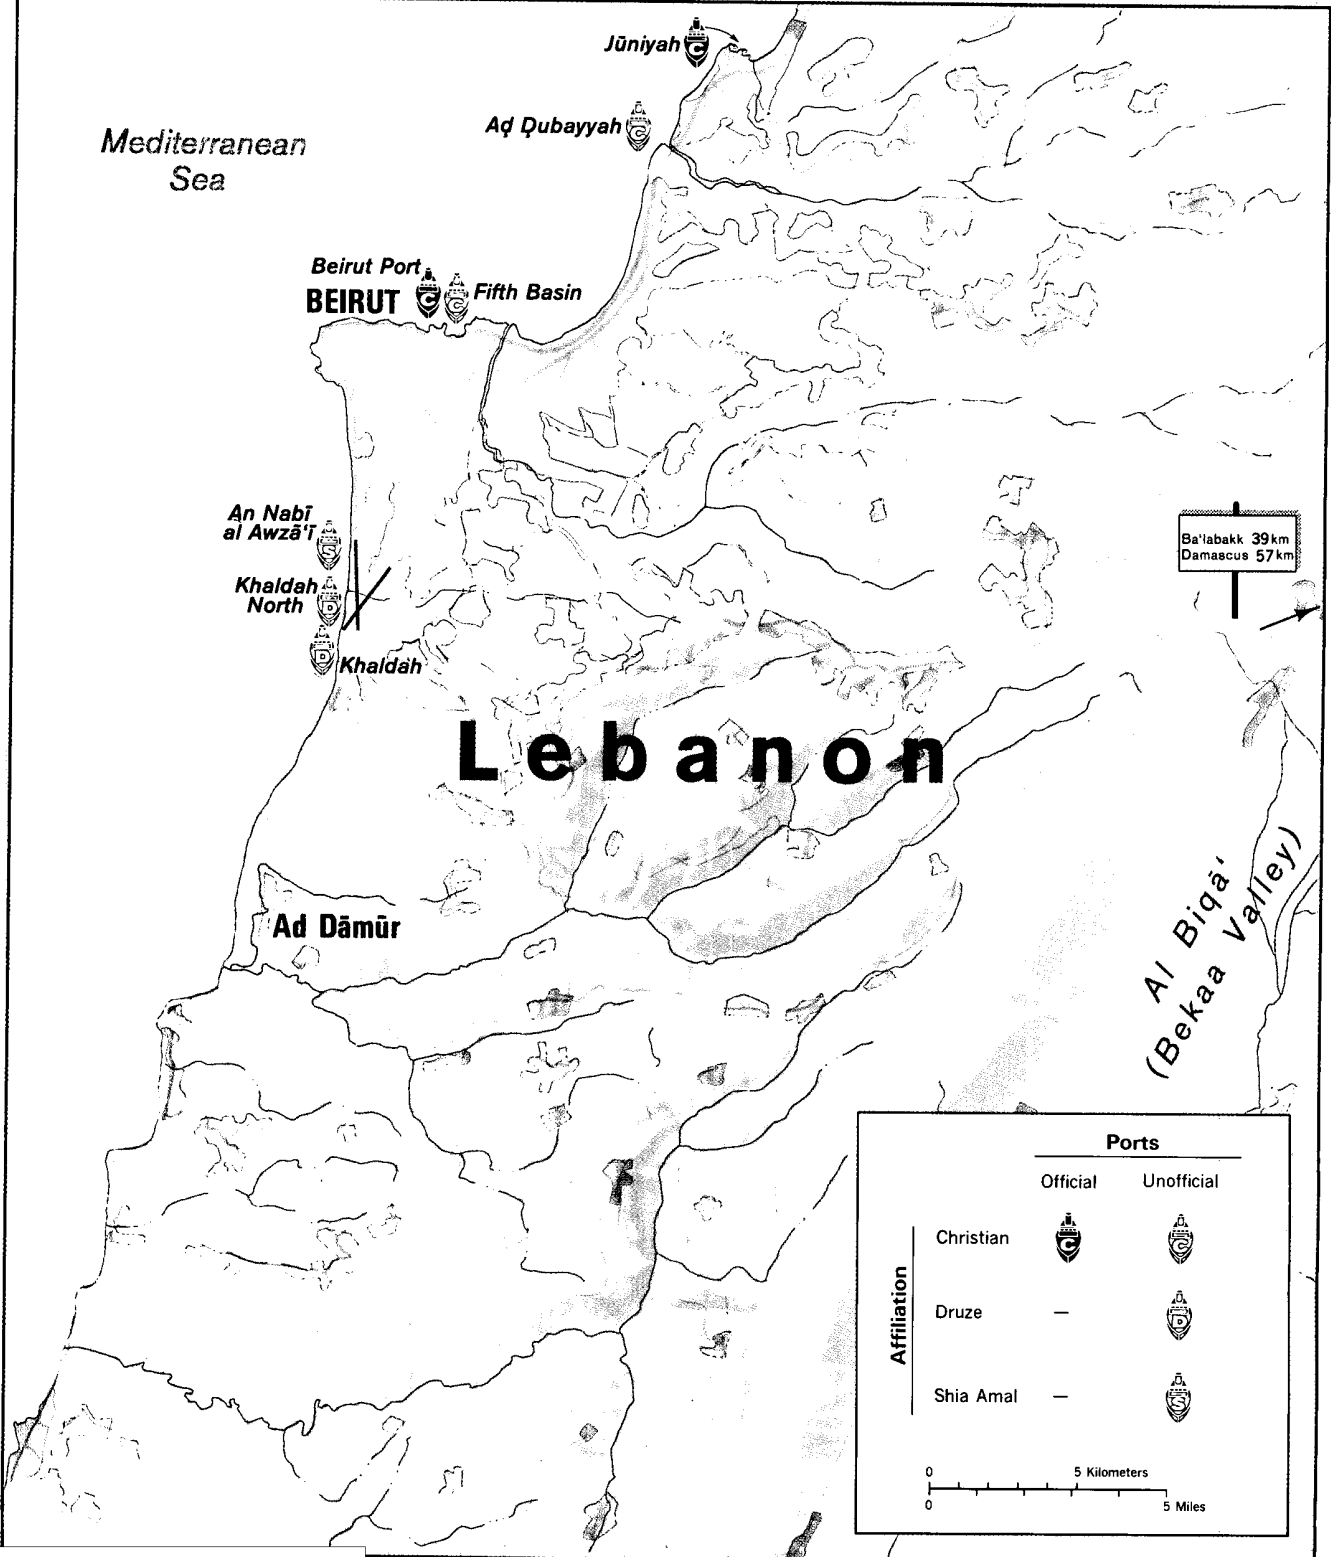 Jūniyah
C
Aḑ Ḑubayyah
C
Mediterranean
Sea
Beirut Port
BEIRUT
C
C
Fifth Basin
An Nabī
al Awzā'ī
S
Khaldah
North
D
D
Khaldah
Ba'labakk 39km
Damascus 57km
Lebanon
Ad Dāmūr
Al Biqā'
(Bekaa Valley)
Ports
Official Unofficial
Affiliation
Christian C C
Druze — D
Shia Amal — S
0 5 Kilometers
0 5 Miles